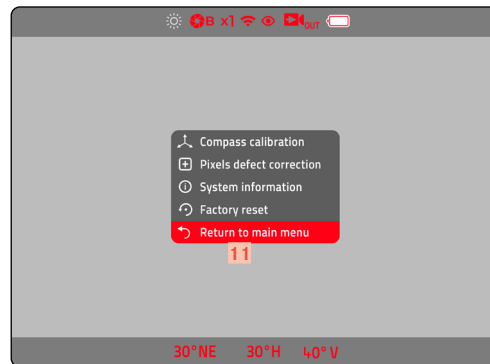 B x1 OUT
Compass calibration
Pixels defect correction
System information
Factory reset
Return to main menu
11
30°NE 30°H 40°V